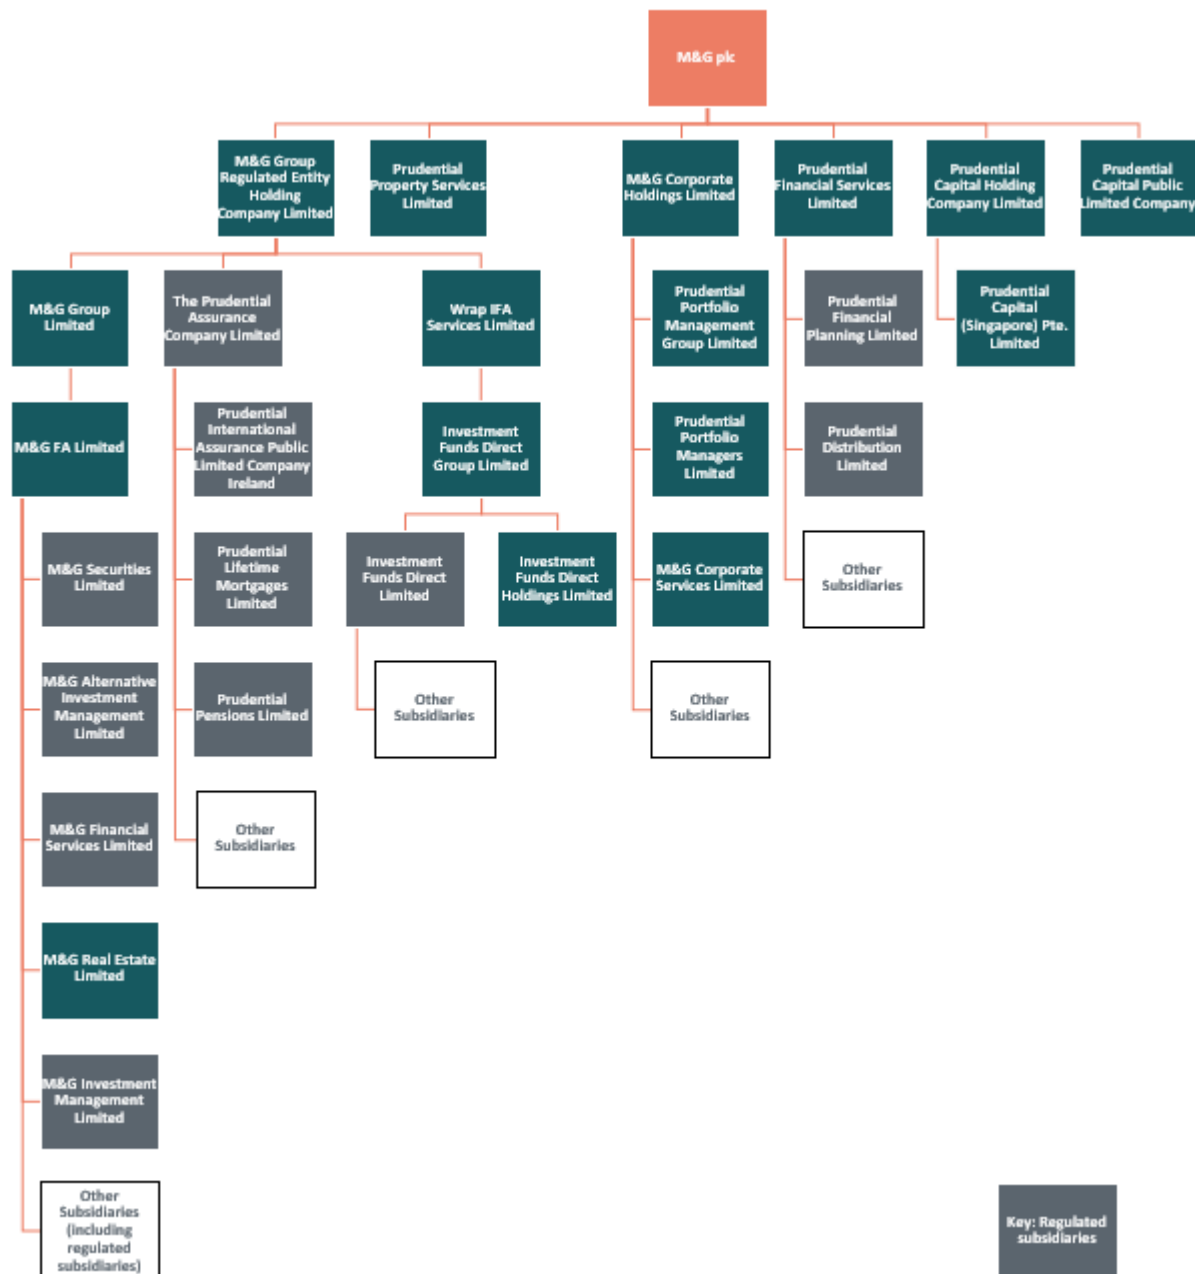 M&G plc
M&G Group
Regulated Entity
Holding
Company Limited
Prudential
Property Services
Limited
M&G Corporate
Holdings Limited
Prudential
Financial Services
Limited
Prudential
Capital Holding
Company Limited
Prudential
Capital Public
Limited Company
M&G Group
Limited
The Prudential
Assurance
Company Limited
Wrap IFA
Services Limited
Prudential
Portfolio
Management
Group Limited
Prudential
Financial
Planning Limited
Prudential
Capital
(Singapore) Pte.
Limited
M&G FA Limited
Prudential
International
Assurance Public
Limited Company
Ireland
Investment
Funds Direct
Group Limited
Prudential
Portfolio
Managers
Limited
Prudential
Distribution
Limited
M&G Securities
Limited
Prudential
Lifetime
Mortgages
Limited
Investment
Funds Direct
Limited
Investment
Funds Direct
Holdings Limited
M&G Corporate
Services Limited
Other
Subsidiaries
M&G Alternative
Investment
Management
Limited
Prudential
Pensions Limited
Other
Subsidiaries
Other
Subsidiaries
M&G Financial
Services Limited
Other
Subsidiaries
M&G Real Estate
Limited
M&G Investment
Management
Limited
Other
Subsidiaries
(including
regulated
subsidiaries)
Key: Regulated
subsidiaries